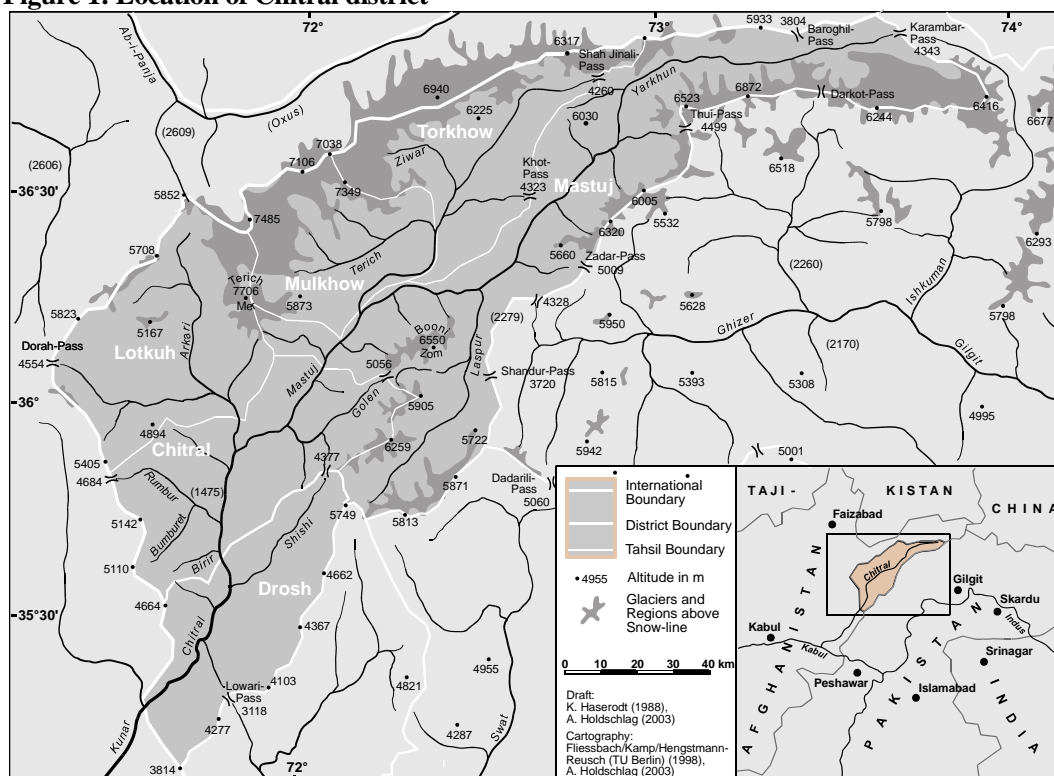 Figure 1: Location of Chitral district
72°
73°
74°
Ab-i-Panja
(Oxus)
6317
5933
3804
Baroghil-
Pass
Karambar-
Pass
4343
Shah Jinali-
Pass
4260
Yarkhun
6940
6225
Torkhow
6030
6523
6872
Darkot-Pass
6244
6416
6677
Thui-Pass
4499
(2609)
(2606)
7038
7106
Ziwar
7349
Khot-
Pass
4323
Mastuj
6518
36°30'
5852
7485
6005
5532
5798
6320
6293
5708
5660
Zadar-Pass
5009
(2260)
Ishkuman
Terich
Terich
7706
Me
Mulkhow
5873
5823
5167
Arkari
4328
5628
5798
(2279)
5950
Ghizer
Booni
6550
Zom
Laspur
(2170)
Gilgit
Dorah-Pass
4554
Lotkuh
Mastuj
5056
Shandur-Pass
3720
5815
5393
5308
36°
Golen
5905
4995
4894
Chitral
6259
5722
5942
5001
5405
4684
4377
5871
Dadarili-
Pass
5060
Rumbur
(1475)
5142
Bumburet
Shishi
5749
5813
5110
Birir
4662
4664
Drosh
35°30'
Chitral
4367
4955
4821
Lowari-
Pass
3118
4103
4277
4287
Swat
Kunar
3814
72°
International
Boundary
District Boundary
Tahsil Boundary
4955
Altitude in m
Glaciers and
Regions above
Snow-line
0 10 20 30 40 km
Draft:
K. Haserodt (1988),
A. Holdschlag (2003)
Cartography:
Fliessbach/Kamp/Hengstmann-
Reusch (TU Berlin) (1998),
A. Holdschlag (2003)
TAJI-
KISTAN
CHINA
Faizabad
Chitral
Gilgit
Skardu
Indus
Kabul
Kabul
Srinagar
Peshawar
Islamabad
AFGHANISTAN
PAKISTAN
INDIA